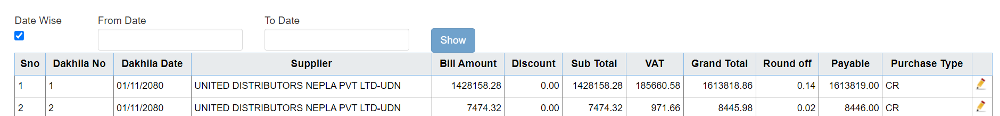 Date Wise From Date To Date
Show
Sno Dakhila No Dakhila Date Supplier Bill Amount Discount Sub Total VAT Grand Total Round off Payable Purchase Type
1 1 01/11/2080 UNITED DISTRIBUTORS NEPLA PVT LTD-UDN 1428158.28 0.00 1428158.28 185660.58 1613818.86 0.14 1613819.00 CR
2 2 01/11/2080 UNITED DISTRIBUTORS NEPLA PVT LTD-UDN 7474.32 0.00 7474.32 971.66 8445.98 0.02 8446.00 CR